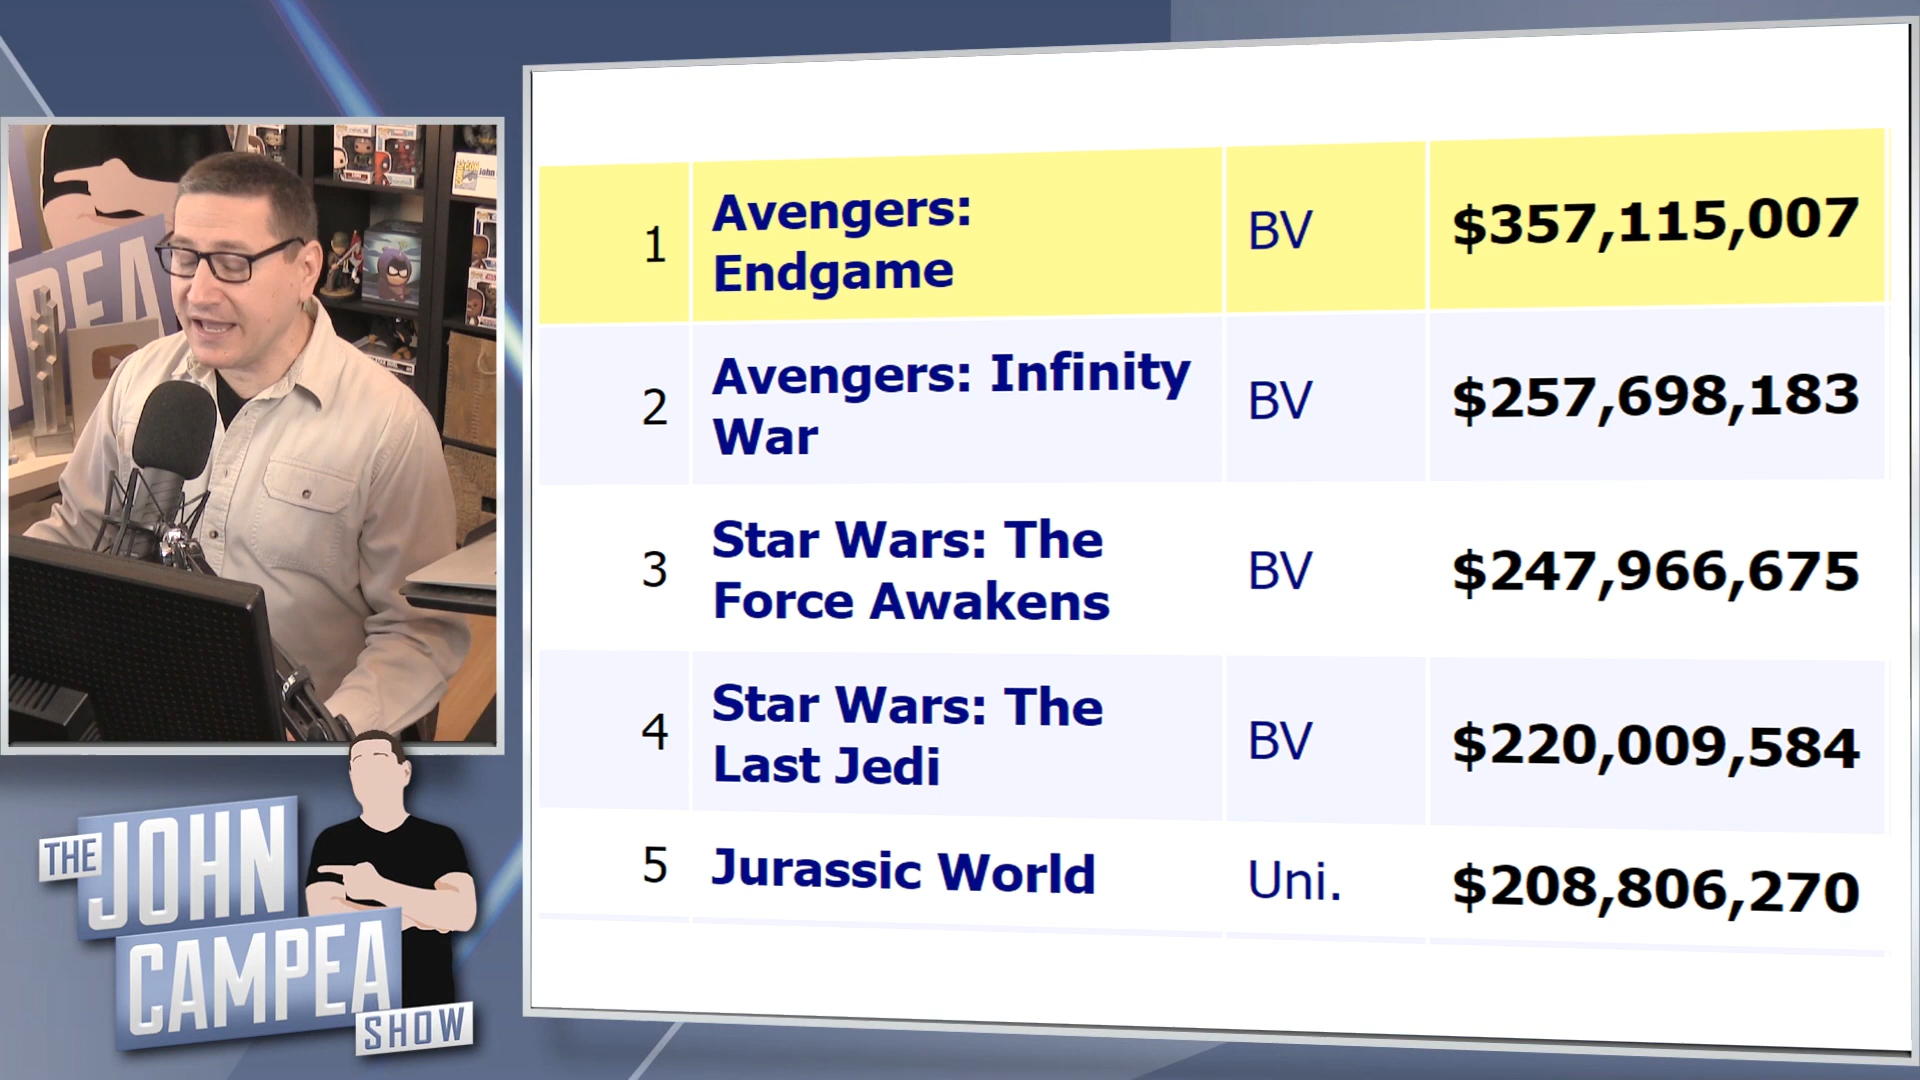 1
Avengers:
Endgame
BV
$357,115,007
2
Avengers: Infinity
War
BV
$257,698,183
3
Star Wars: The
Force Awakens
BV
$247,966,675
4
Star Wars: The
Last Jedi
BV
$220,009,584
5
Jurassic World
Uni.
$208,806,270
THE
JOHN
CAMPEA
SHOW